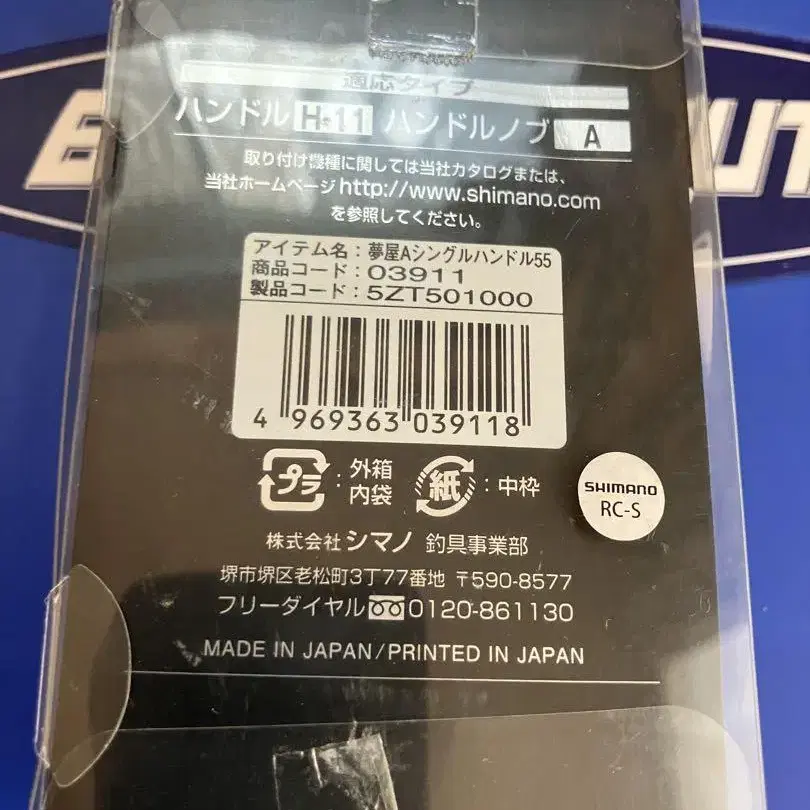 適応タイプ
ハンドル H-11 ハンドルノブ A
取り付け機種に関しては当社カタログまたは、
当社ホームページhttp://www.shimano.com
を参照してください。
アイテム名：夢屋Aシングルハンドル55
商品コード：03911
製品コード：5ZT501000
4 969363 039118
プラ：外箱
内袋
紙：中枠
SHIMANO
RC-S
株式会社 シマノ 釣具事業部
堺市堺区老松町3丁77番地 〒590-8577
フリーダイヤル 0120-861130
MADE IN JAPAN/PRINTED IN JAPAN